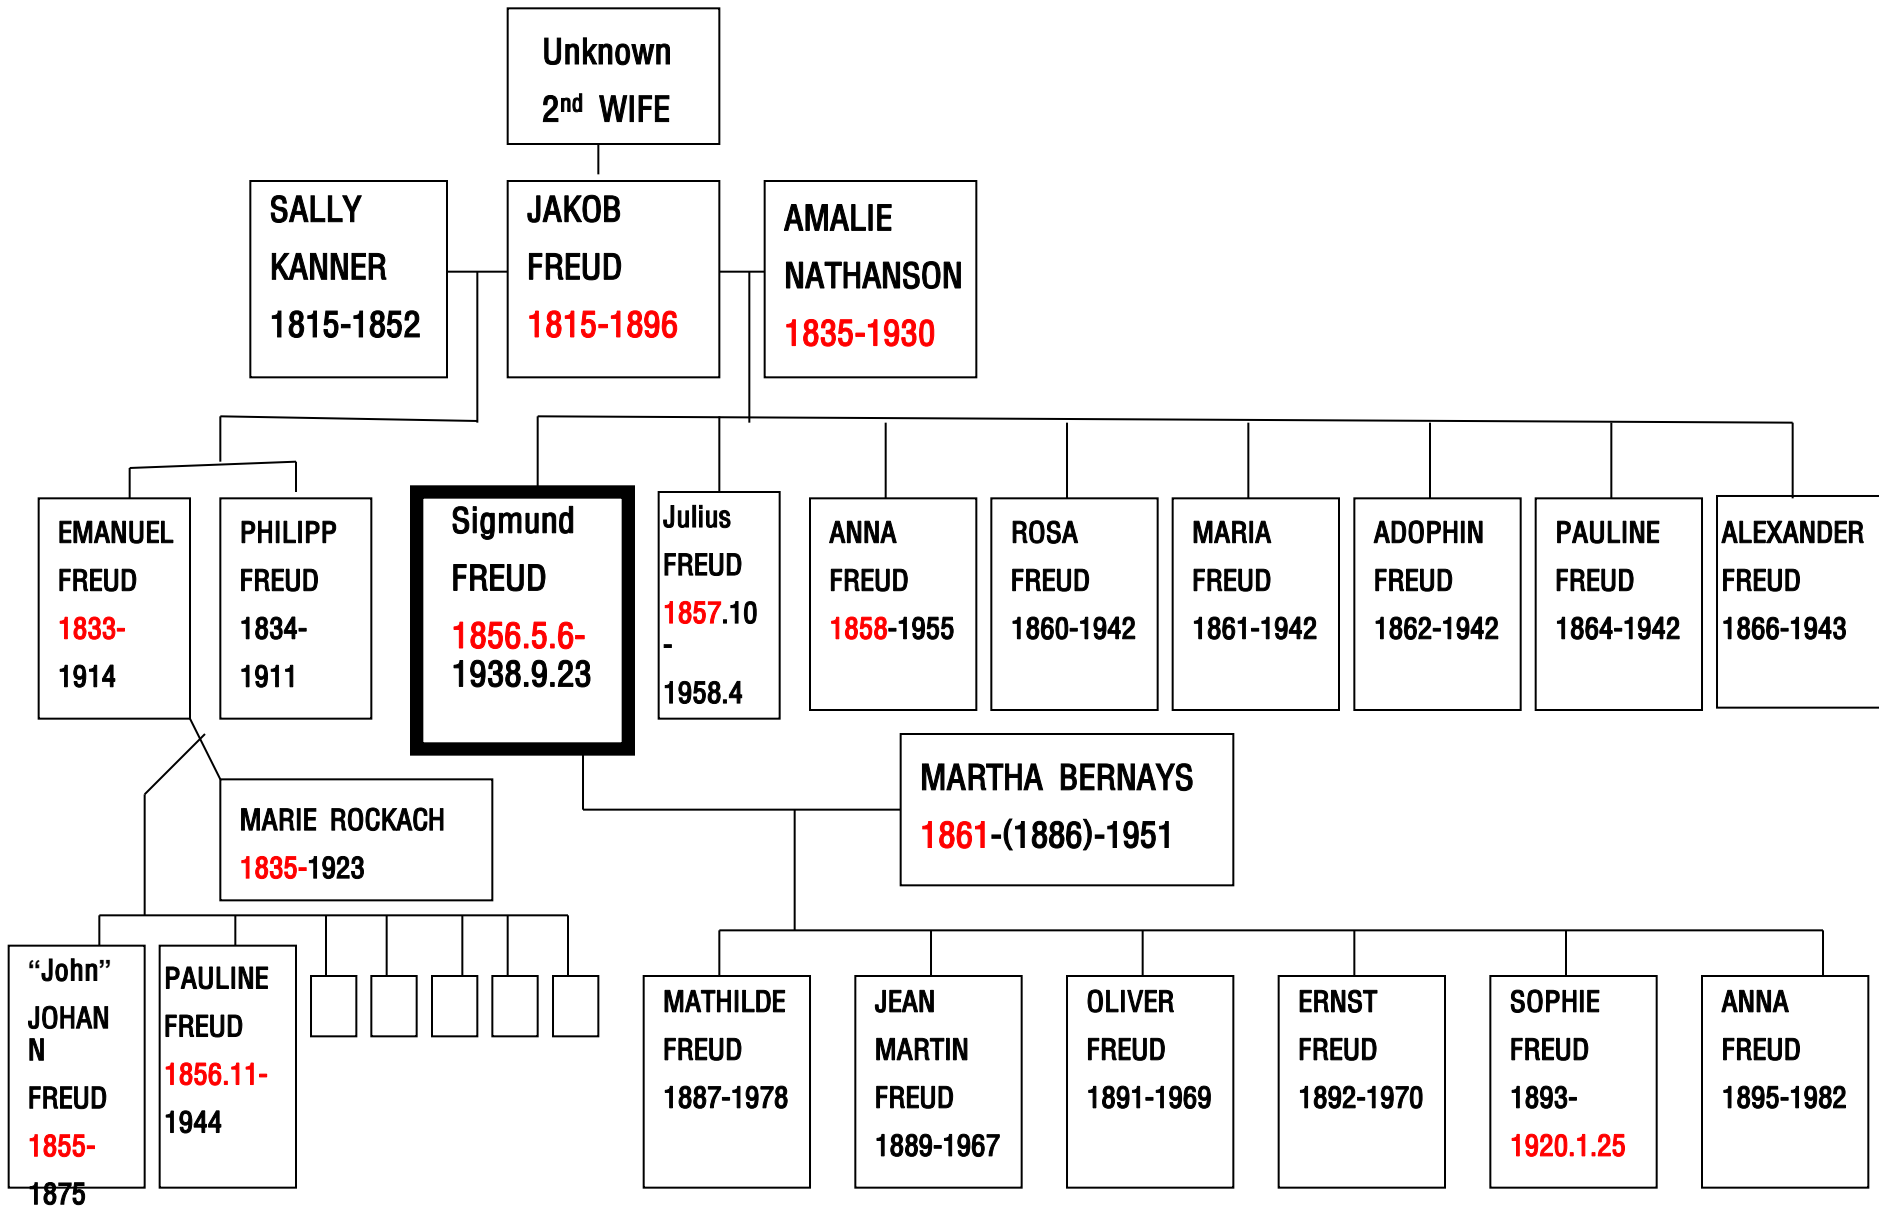 Unknown
2nd WIFE
SALLY
KANNER
1815-1852
JAKOB
FREUD
1815-1896
AMALIE
NATHANSON
1835-1930
EMANUEL
FREUD
1833-
1914
PHILIPP
FREUD
1834-
1911
Sigmund
FREUD
1856.5.6-
1938.9.23
Julius
FREUD
1857.10
-
1958.4
ANNA
FREUD
1858-1955
ROSA
FREUD
1860-1942
MARIA
FREUD
1861-1942
ADOPHIN
FREUD
1862-1942
PAULINE
FREUD
1864-1942
ALEXANDER
FREUD
1866-1943
MARIE ROCKACH
1835-1923
MARTHA BERNAYS
1861-(1886)-1951
“John”
JOHAN
N
FREUD
1855-
1875
PAULINE
FREUD
1856.11-
1944
MATHILDE
FREUD
1887-1978
JEAN
MARTIN
FREUD
1889-1967
OLIVER
FREUD
1891-1969
ERNST
FREUD
1892-1970
SOPHIE
FREUD
1893-
1920.1.25
ANNA
FREUD
1895-1982